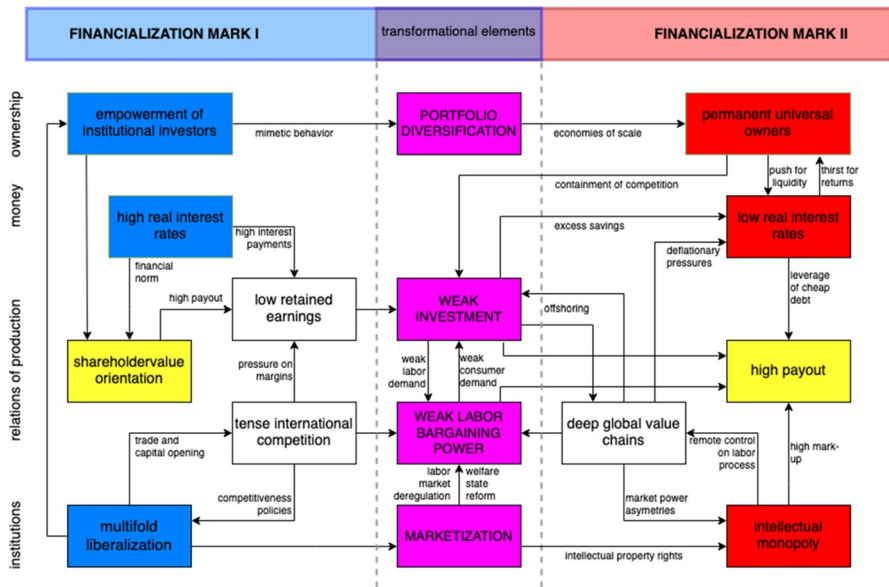 FINANCIALIZATION MARK I
transformational elements
FINANCIALIZATION MARK II
ownership
empowerment of
institutional investors
mimetic behavior
PORTFOLIO
DIVERSIFICATION
economies of scale
permanent universal
owners
containment of competition
push for
liquidity
thirst for
returns
money
high real interest
rates
high interest
payments
excess savings
low real interest
rates
deflationary
pressures
financial
norm
leverage
of cheap
debt
relations of production
high payout
low retained
earnings
WEAK
INVESTMENT
offshoring
shareholdervalue
orientation
pressure on
margins
weak
labor
demand
weak
consumer
demand
high payout
trade and
capital opening
tense international
competition
WEAK LABOR
BARGAINING
POWER
deep global value
chains
remote control
on labor
process
high mark-
up
competitiveness
policies
labor
market
deregulation
welfare
state
reform
market power
asymetries
institutions
multifold
liberalization
MARKETIZATION
intellectual property rights
intellectual
monopoly